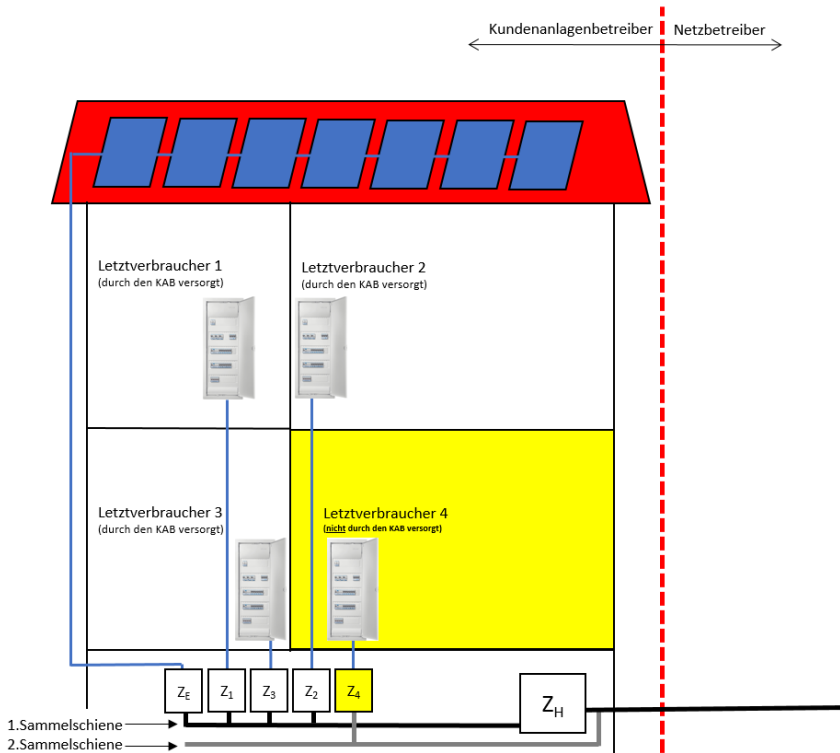 Kundenanlagenbetreiber Netzbetreiber
Letztverbraucher 1
(durch den KAB versorgt)
Letztverbraucher 2
(durch den KAB versorgt)
Letztverbraucher 3
(durch den KAB versorgt)
Letztverbraucher 4
(nicht durch den KAB versorgt)
ZE Z1 Z3 Z2 Z4 ZH
1.Sammelschiene
2.Sammelschiene